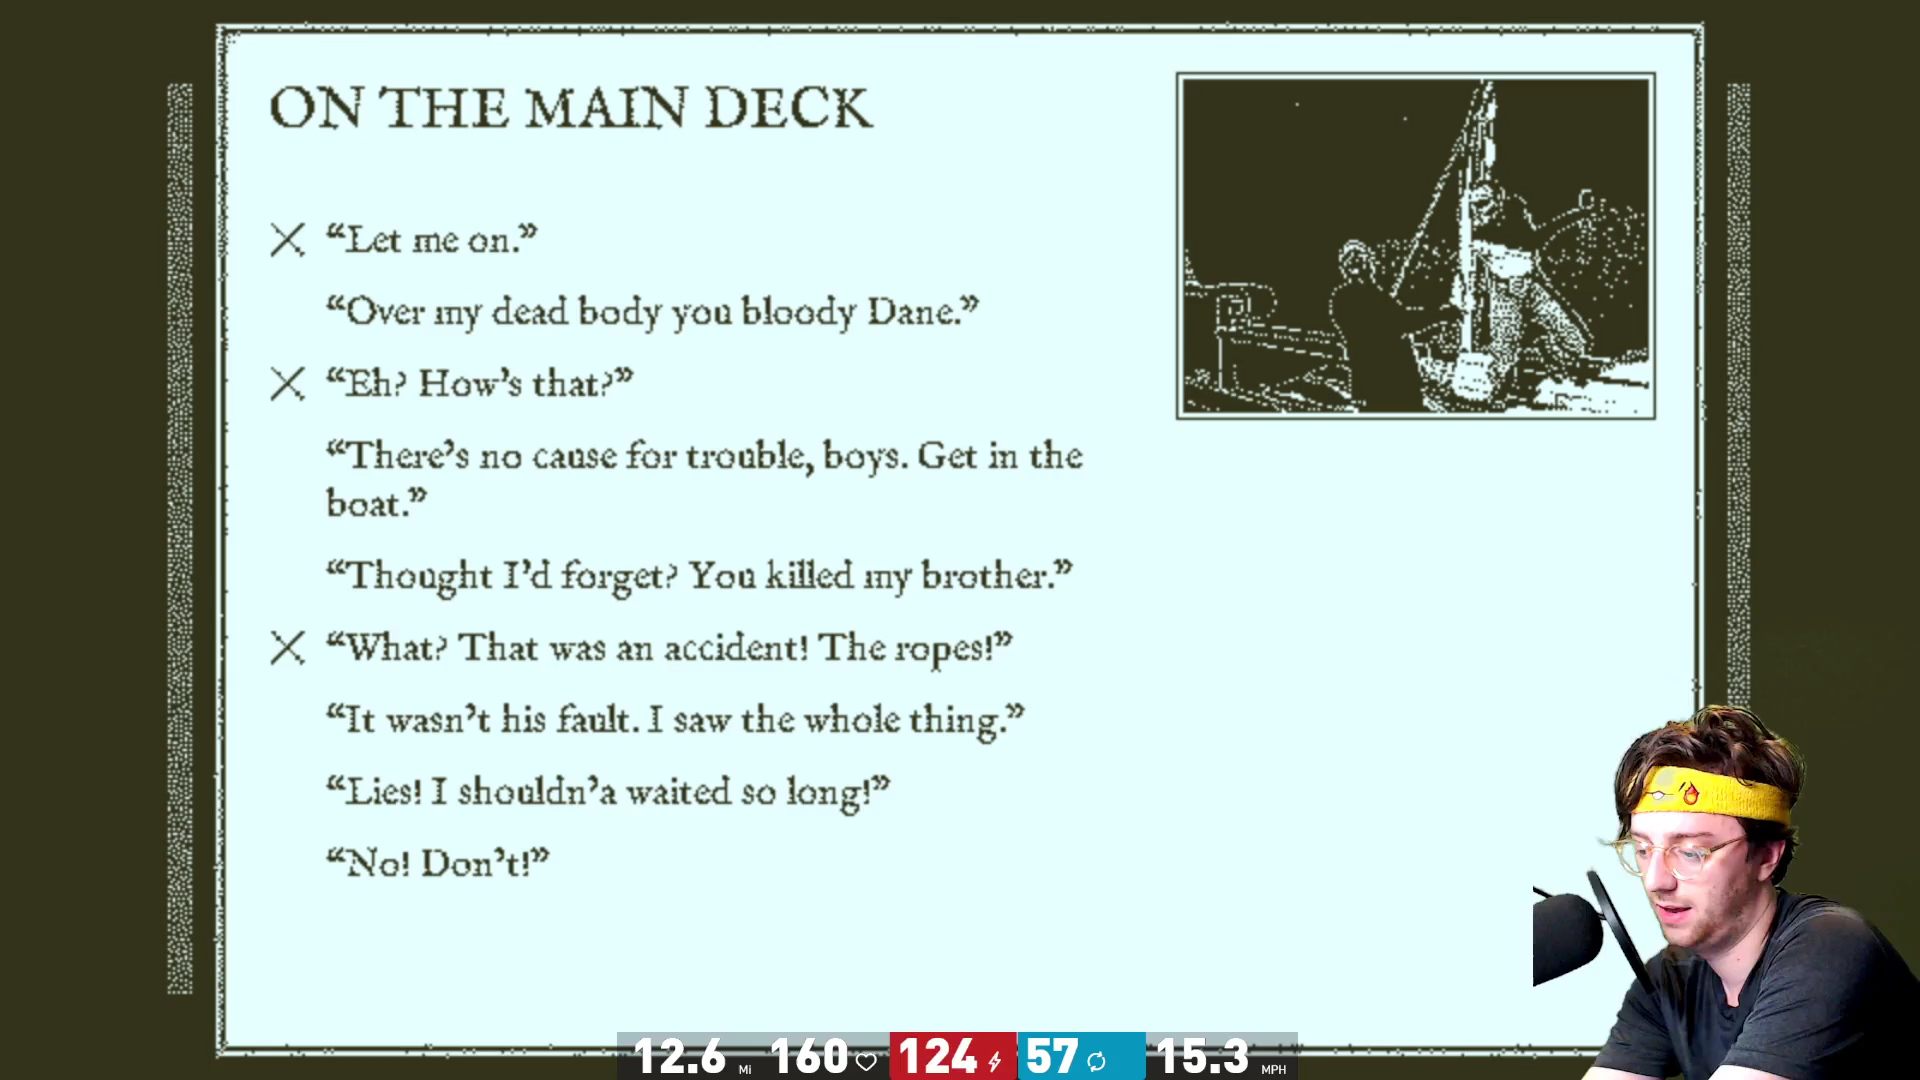 ON THE MAIN DECK
“Let me on.”
“Over my dead body you bloody Dane.”
“Eh? How’s that?”
“There’s no cause for trouble, boys. Get in the
boat.”
“Thought I’d forget? You killed my brother.”
“What? That was an accident! The ropes!”
“It wasn’t his fault. I saw the whole thing.”
“Lies! I shouldn’a waited so long!”
“No! Don’t!”
12.6 Mi 160 124 57 15.3 MPH